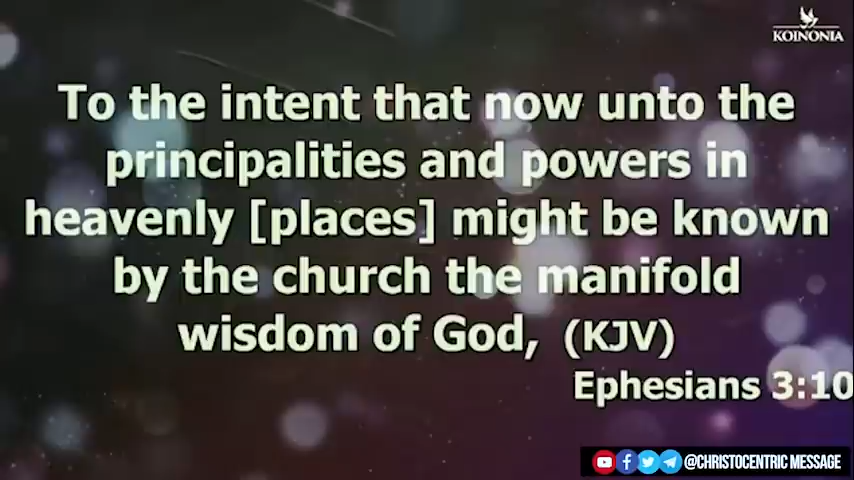 KOINONIA
To the intent that now unto the
principalities and powers in
heavenly [places] might be known
by the church the manifold
wisdom of God, (KJV)
Ephesians 3:10
@CHRISTOCENTRIC MESSAGE